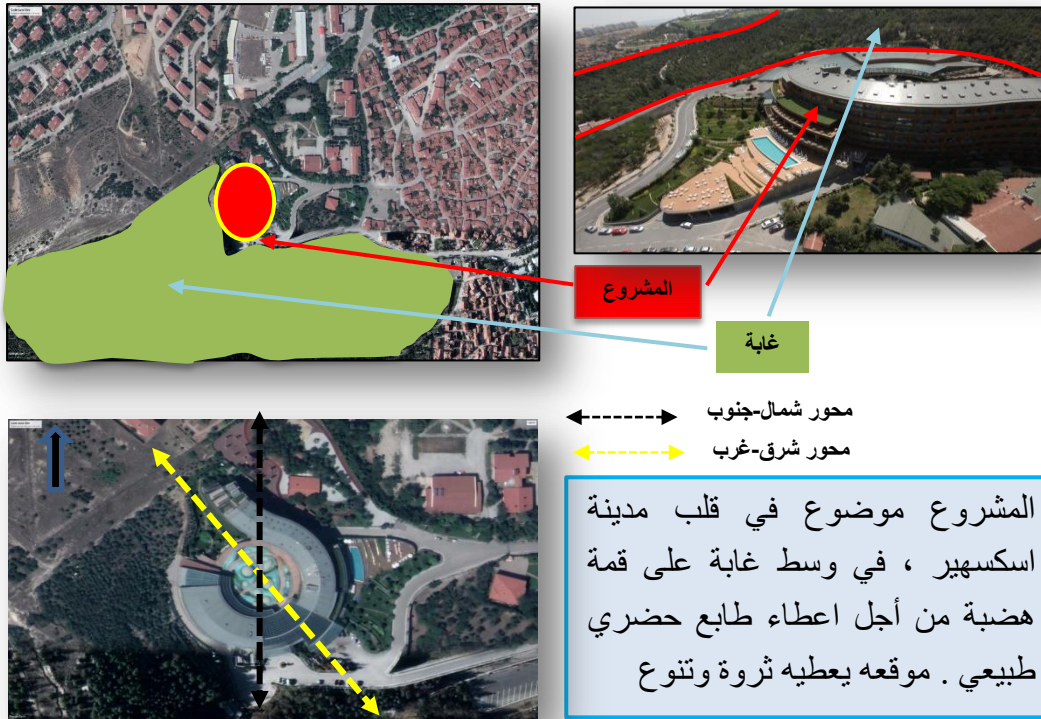 المشروع
غابة
محور شمال-جنوب
محور شرق-غرب
المشروع موضوع في قلب مدينة
اسكسهير ، في وسط غابة على قمة
هضبة من أجل اعطاء طابع حضري
طبيعي . موقعه يعطيه ثروة وتنوع